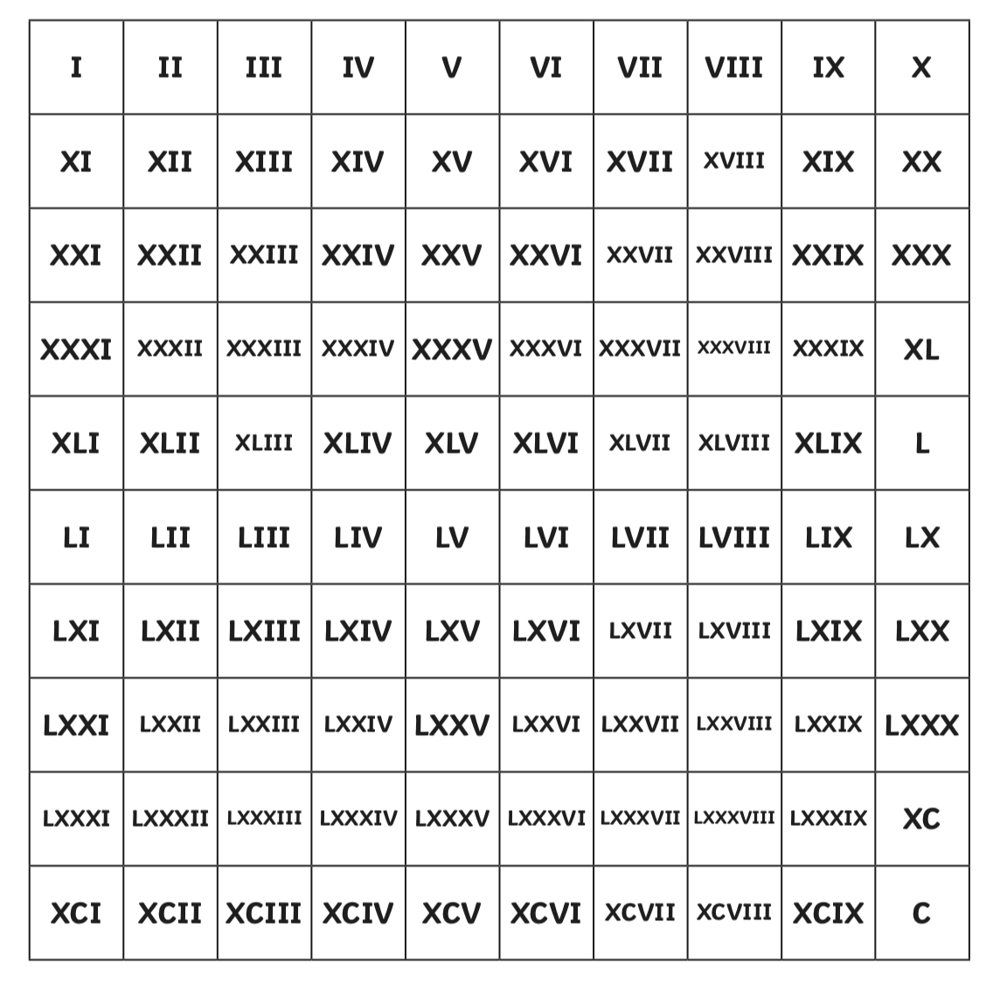 I II III IV V VI VII VIII IX X
XI XII XIII XIV XV XVI XVII XVIII XIX XX
XXI XXII XXIII XXIV XXV XXVI XXVII XXVIII XXIX XXX
XXXI XXXII XXXIII XXXIV XXXV XXXVI XXXVII XXXVIII XXXIX XL
XLI XLII XLIII XLIV XLV XLVI XLVII XLVIII XLIX L
LI LII LIII LIV LV LVI LVII LVIII LIX LX
LXI LXII LXIII LXIV LXV LXVI LXVII LXVIII LXIX LXX
LXXI LXXII LXXIII LXXIV LXXV LXXVI LXXVII LXXVIII LXXIX LXXX
LXXXI LXXXII LXXXIII LXXXIV LXXXV LXXXVI LXXXVII LXXXVIII LXXXIX XC
XCI XCII XCIII XCIV XCV XCVI XCVII XCVIII XCIX C